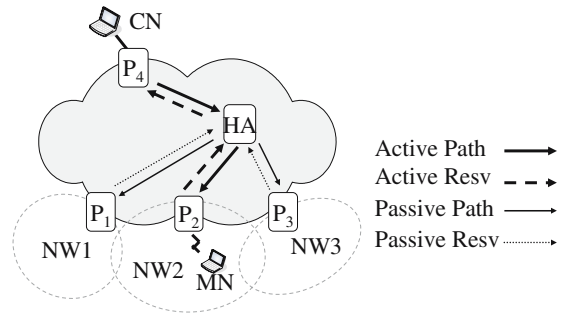 CN
P4
HA
Active Path
Active Resv
Passive Path
Passive Resv
P1
P2
P3
NW1
NW2
NW3
MN